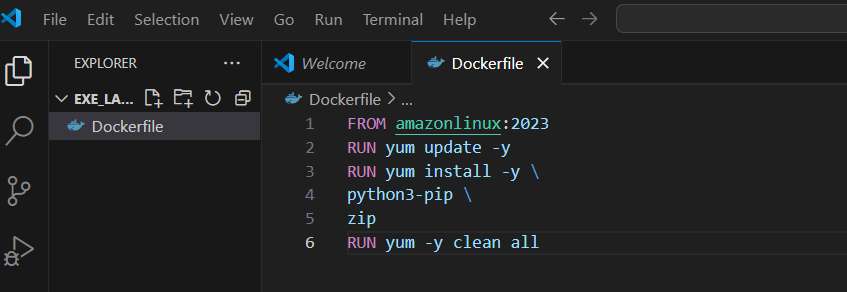 File Edit Selection View Go Run Terminal Help
EXPLORER
EXE_LA...
Dockerfile
Welcome
Dockerfile
Dockerfile > ...
1 FROM amazonlinux:2023
2 RUN yum update -y
3 RUN yum install -y \
4 python3-pip \
5 zip
6 RUN yum -y clean all